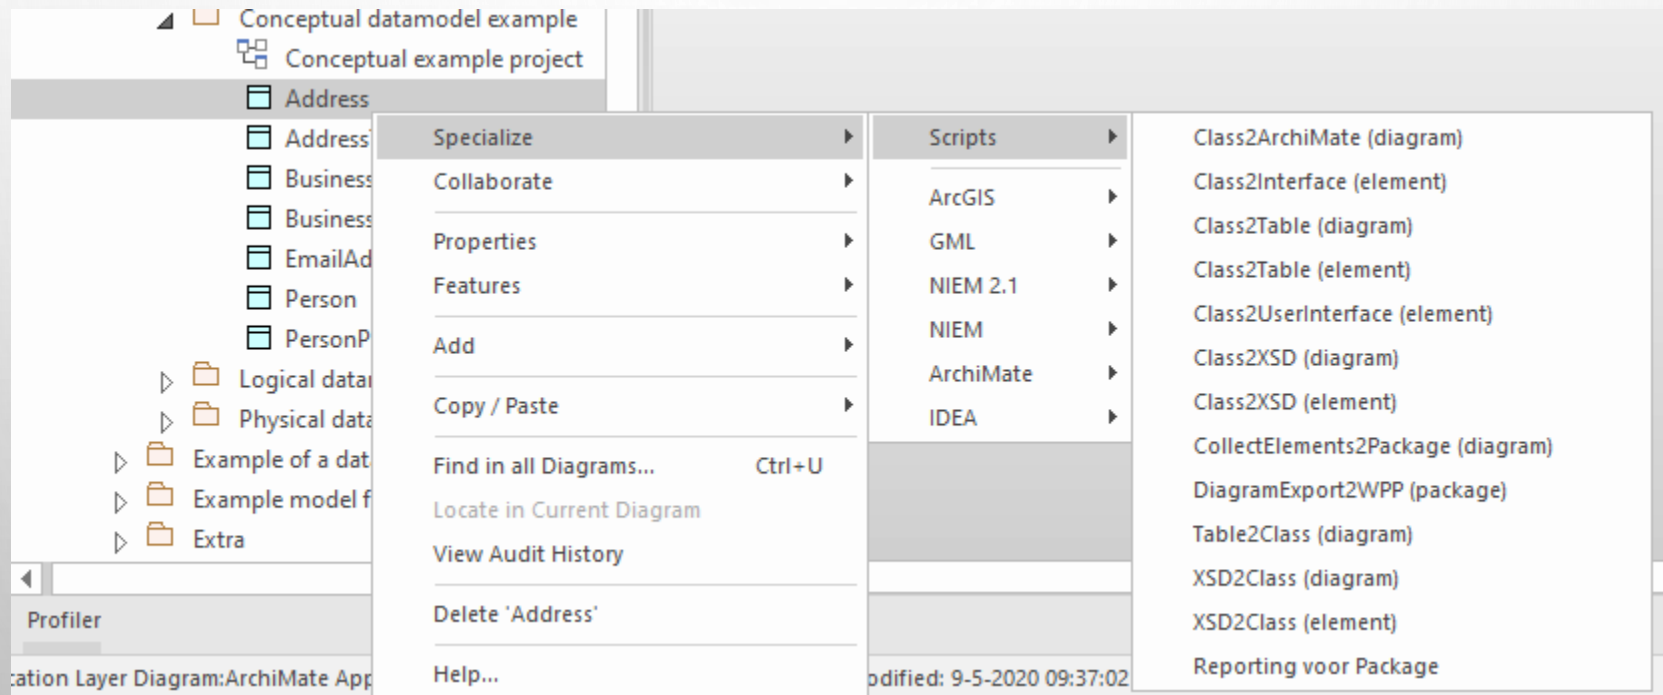 Conceptual datamodel example
Conceptual example project
Address
Address
Business
Business
EmailAd
Person
PersonP
Logical data
Physical data
Example of a dat
Example model f
Extra
Profiler
cation Layer Diagram:ArchiMate App
Specialize
Collaborate
Properties
Features
Add
Copy / Paste
Find in all Diagrams... Ctrl+U
Locate in Current Diagram
View Audit History
Delete 'Address'
Help...
Scripts
ArcGIS
GML
NIEM 2.1
NIEM
ArchiMate
IDEA
odified: 9-5-2020 09:37:02
Class2ArchiMate (diagram)
Class2Interface (element)
Class2Table (diagram)
Class2Table (element)
Class2UserInterface (element)
Class2XSD (diagram)
Class2XSD (element)
CollectElements2Package (diagram)
DiagramExport2WPP (package)
Table2Class (diagram)
XSD2Class (diagram)
XSD2Class (element)
Reporting voor Package